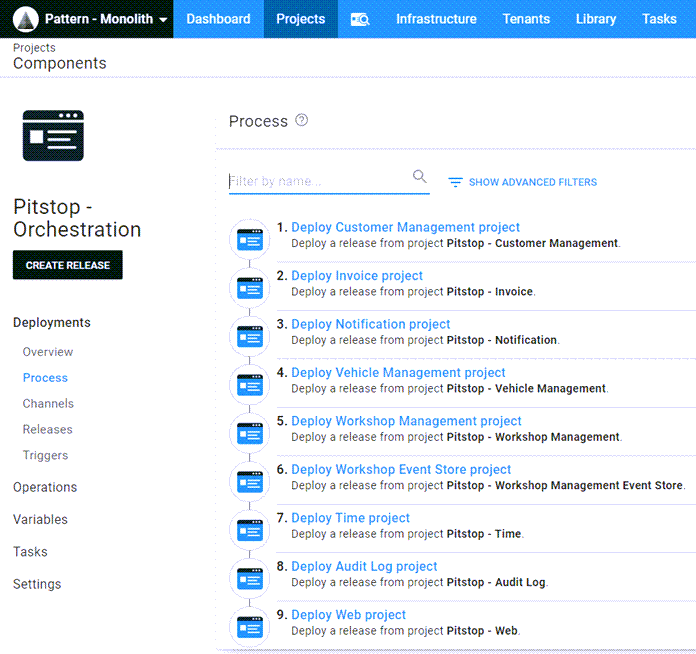 Pattern - Monolith Dashboard Projects Infrastructure Tenants Library Tasks
Projects
Components
Process
Filter by name...
SHOW ADVANCED FILTERS
Pitstop -
Orchestration
CREATE RELEASE
Deployments
Overview
Process
Channels
Releases
Triggers
Operations
Variables
Tasks
Settings
1. Deploy Customer Management project
Deploy a release from project Pitstop - Customer Management.
2. Deploy Invoice project
Deploy a release from project Pitstop - Invoice.
3. Deploy Notification project
Deploy a release from project Pitstop - Notification.
4. Deploy Vehicle Management project
Deploy a release from project Pitstop - Vehicle Management.
5. Deploy Workshop Management project
Deploy a release from project Pitstop - Workshop Management.
6. Deploy Workshop Event Store project
Deploy a release from project Pitstop - Workshop Management Event Store.
7. Deploy Time project
Deploy a release from project Pitstop - Time.
8. Deploy Audit Log project
Deploy a release from project Pitstop - Audit Log.
9. Deploy Web project
Deploy a release from project Pitstop - Web.